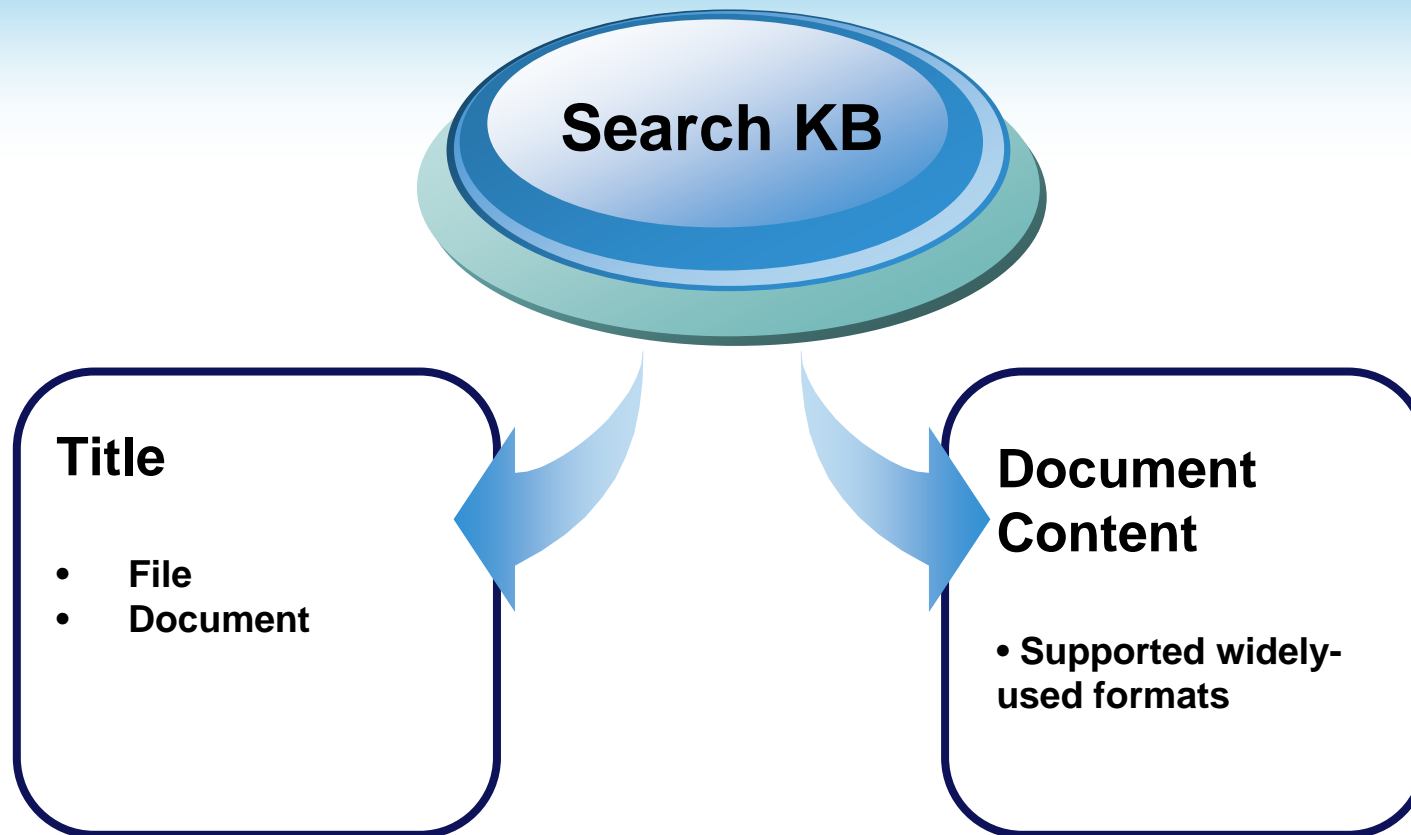 Search KB
Title
• File
• Document
Document
Content
• Supported widely-
used formats